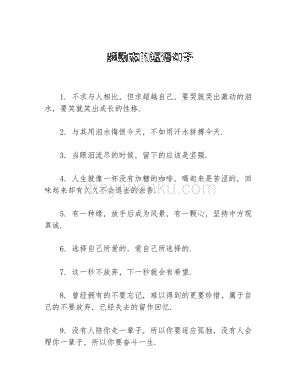 超励志的短语句子
1. 不求与人相比，但求超越自己，要哭就哭出激动的泪
水，要笑就笑出成长的性格.
2. 与其用泪水悔恨今天，不如用汗水拼搏今天.
3. 当眼泪流尽的时候，留下的应该是坚强.
4. 人生就像一杯没有加糖的咖啡，喝起来是苦涩的，回
味起来却有久久不会退去的余香.
5. 有一种缘，放手后成为风景，有一颗心，坚持中方现
真诚.
6. 选择自己所爱的，爱自己所选择的.
7. 这一秒不放弃，下一秒就会有希望.
8. 曾经拥有的不要忘记，难以得到的更要珍惜，属于自
己的不要放弃，已经失去的留作回忆.
9. 没有人陪你走一辈子，所以你要适应孤独，没有人会
帮你一辈子，所以你要奋斗一生.